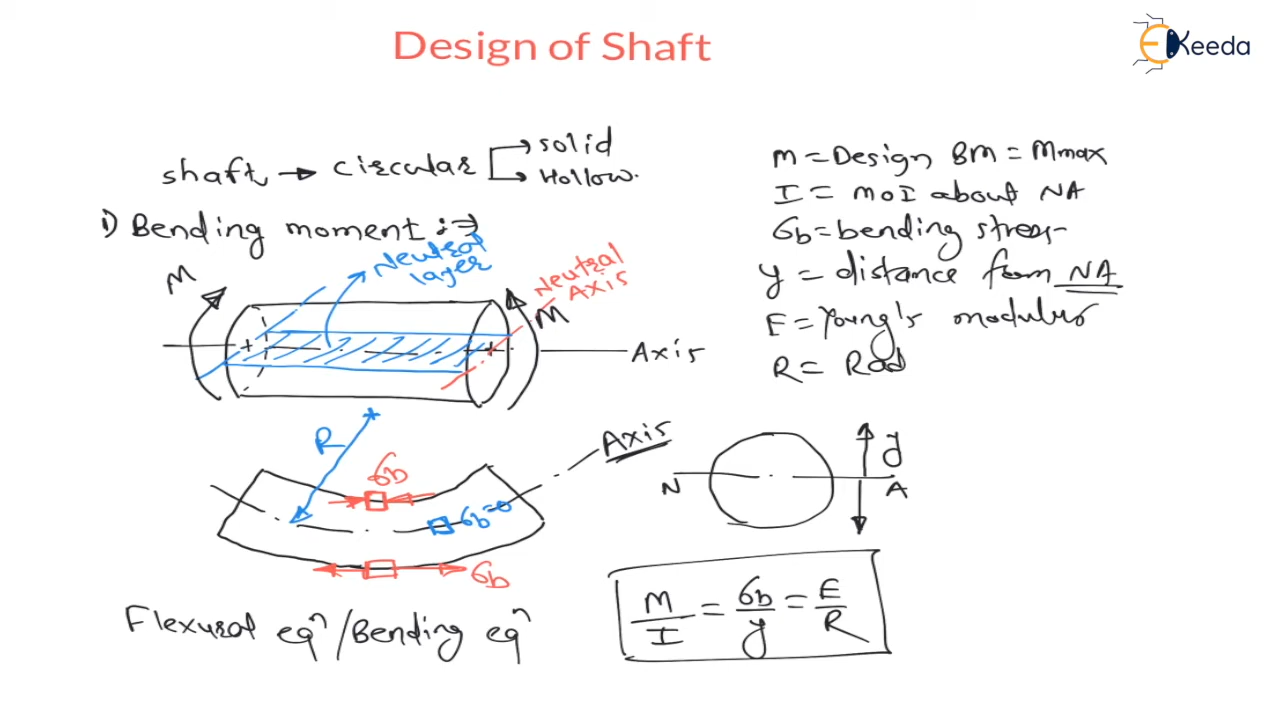 Design of Shaft
EKeeda
shaft → circular
solid
Hollow.
1) Bending moment :⇒
M
Neutral
layer
Neutral
Axis
M
Axis
R
Axis
σb
σb=0
σb
Flexural eqⁿ/Bending eqⁿ
M = Design BM = Mmax
I = MOI about NA
σb = bending stress
y = distance from NA
E = Young's modulus
R = Rad
N
A
y
M/I = σb/y = E/R